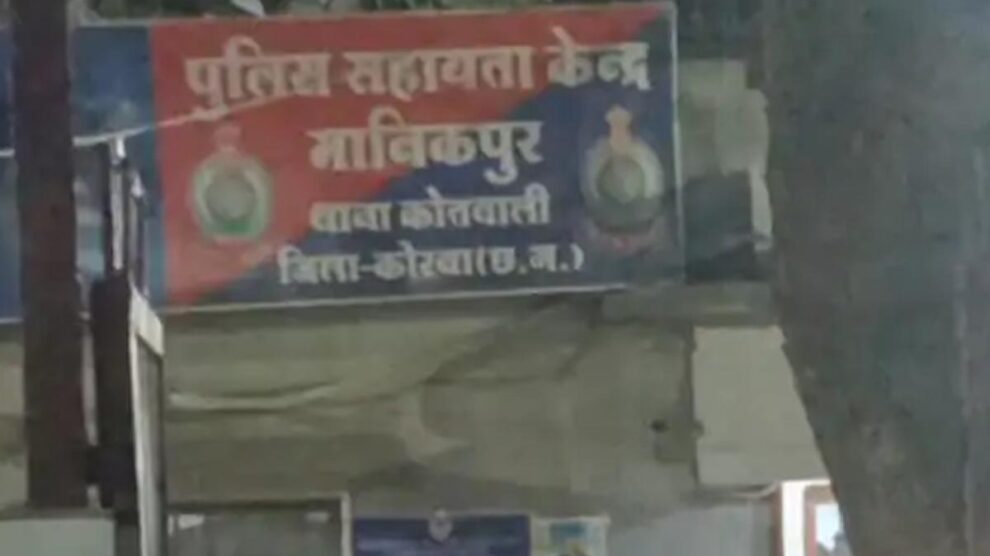 पुलिस सहायता केन्द्र
मानिकपुर
थाना कोतवाली
जिला-कोरबा(छ.ग.)